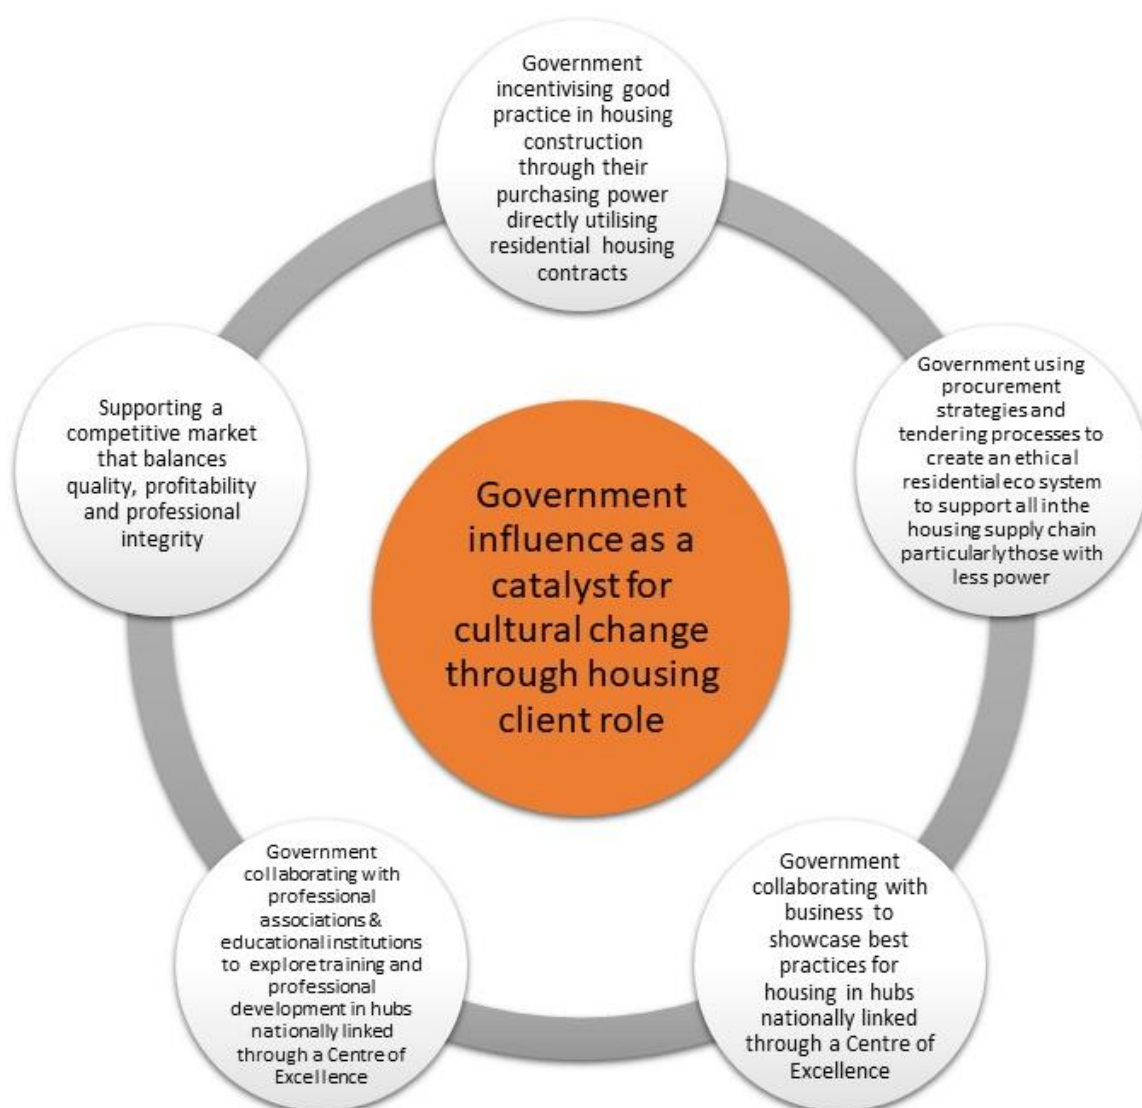 Government
incentivising good
practice in housing
construction
through their
purchasing power
directly utilising
residential housing
contracts
Government using
procurement
strategies and
tendering processes to
create an ethical
residential eco system
to support all in the
housing supply chain
particularly those with
less power
Government
collaborating with
business to
showcase best
practices for
housing in hubs
nationally linked
through a Centre of
Excellence
Government
collaborating with
professional
associations &
educational institutions
to explore training and
professional
development in hubs
nationally linked
through a Centre of
Excellence
Supporting a
competitive market
that balances
quality, profitability
and professional
integrity
Government
influence as a
catalyst for
cultural change
through housing
client role